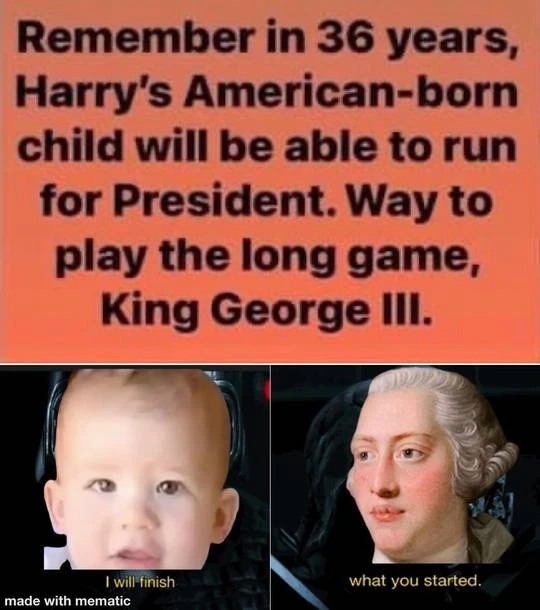 Remember in 36 years,
Harry's American-born
child will be able to run
for President. Way to
play the long game,
King George III.
I will finish
what you started.
made with mematic